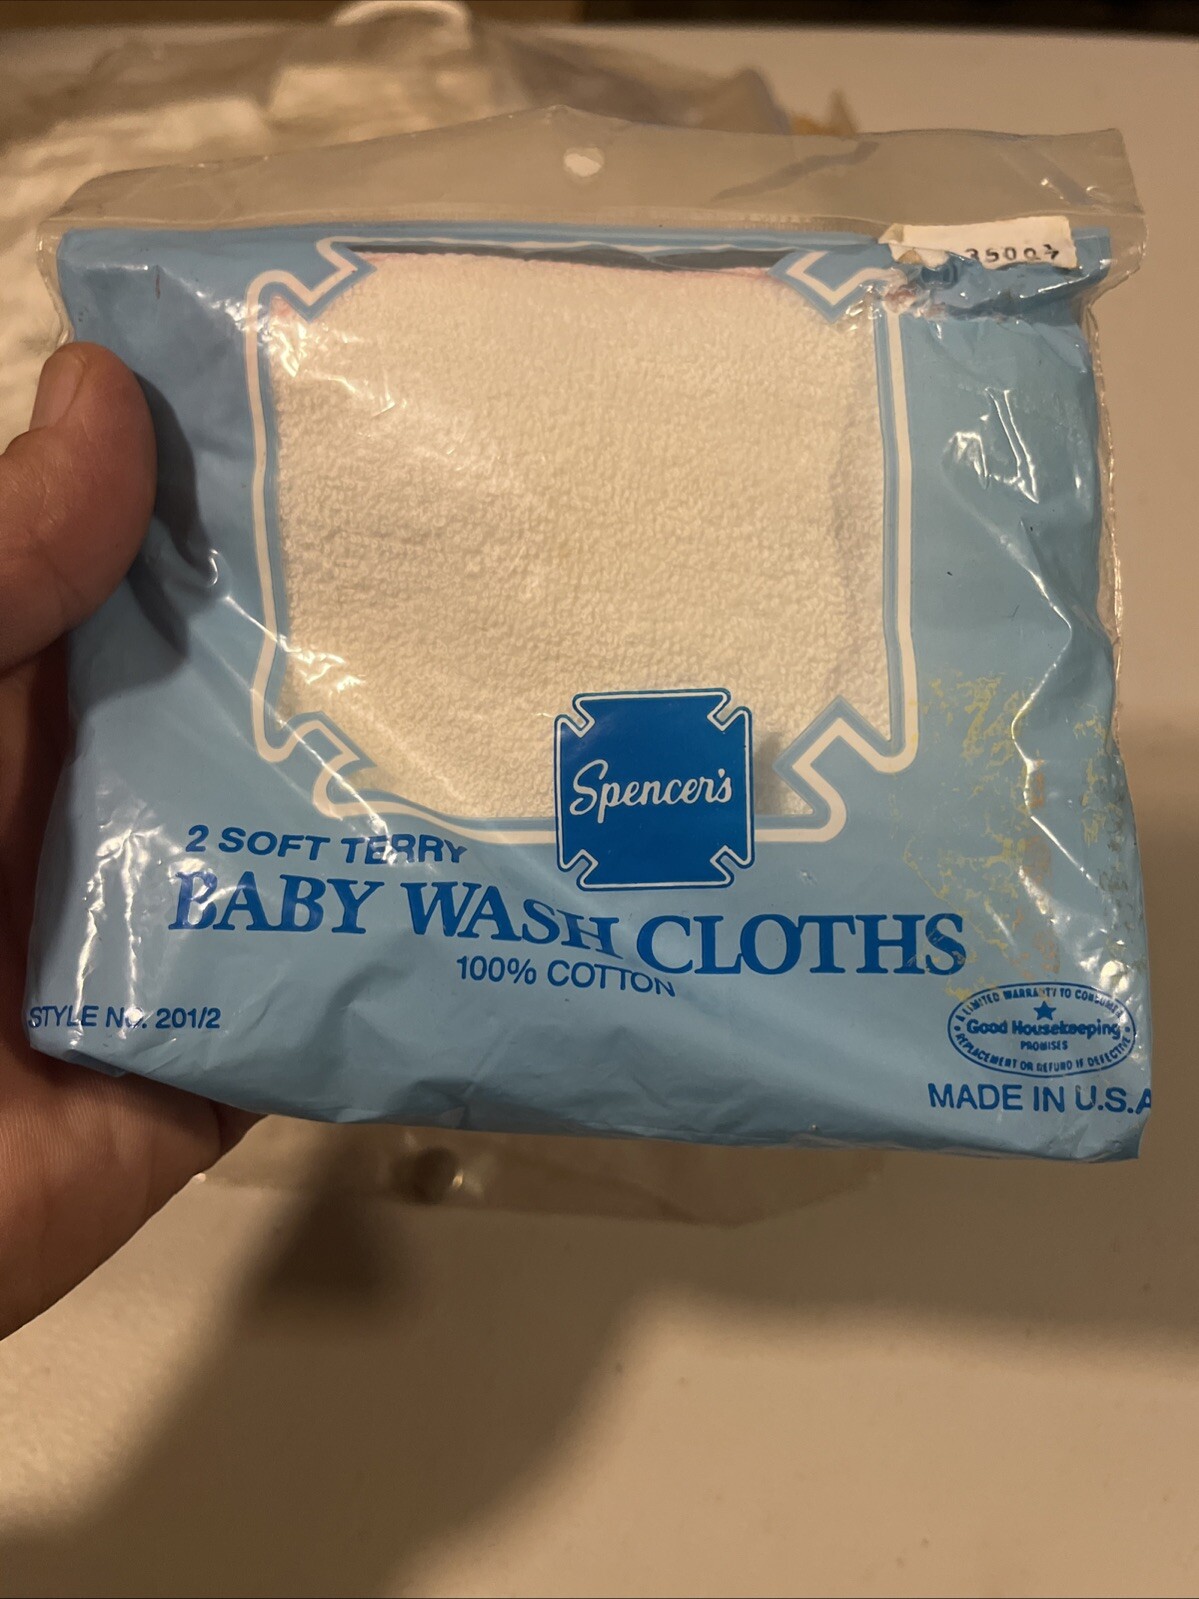 35007
Spencer's
2 SOFT TERRY
BABY WASH CLOTHS
100% COTTON
STYLE NO. 201/2
A LIMITED WARRANTY TO CONSUMERS
Good Housekeeping
PROMISES
REPLACEMENT OR REFUND IF DEFECTIVE
MADE IN U.S.A